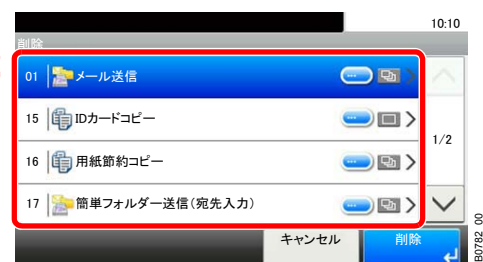 10:10
削除
01 メール送信
15 IDカードコピー
1/2
16 用紙節約コピー
17 簡単フォルダー送信(宛先入力)
キャンセル 削除
B0782_00